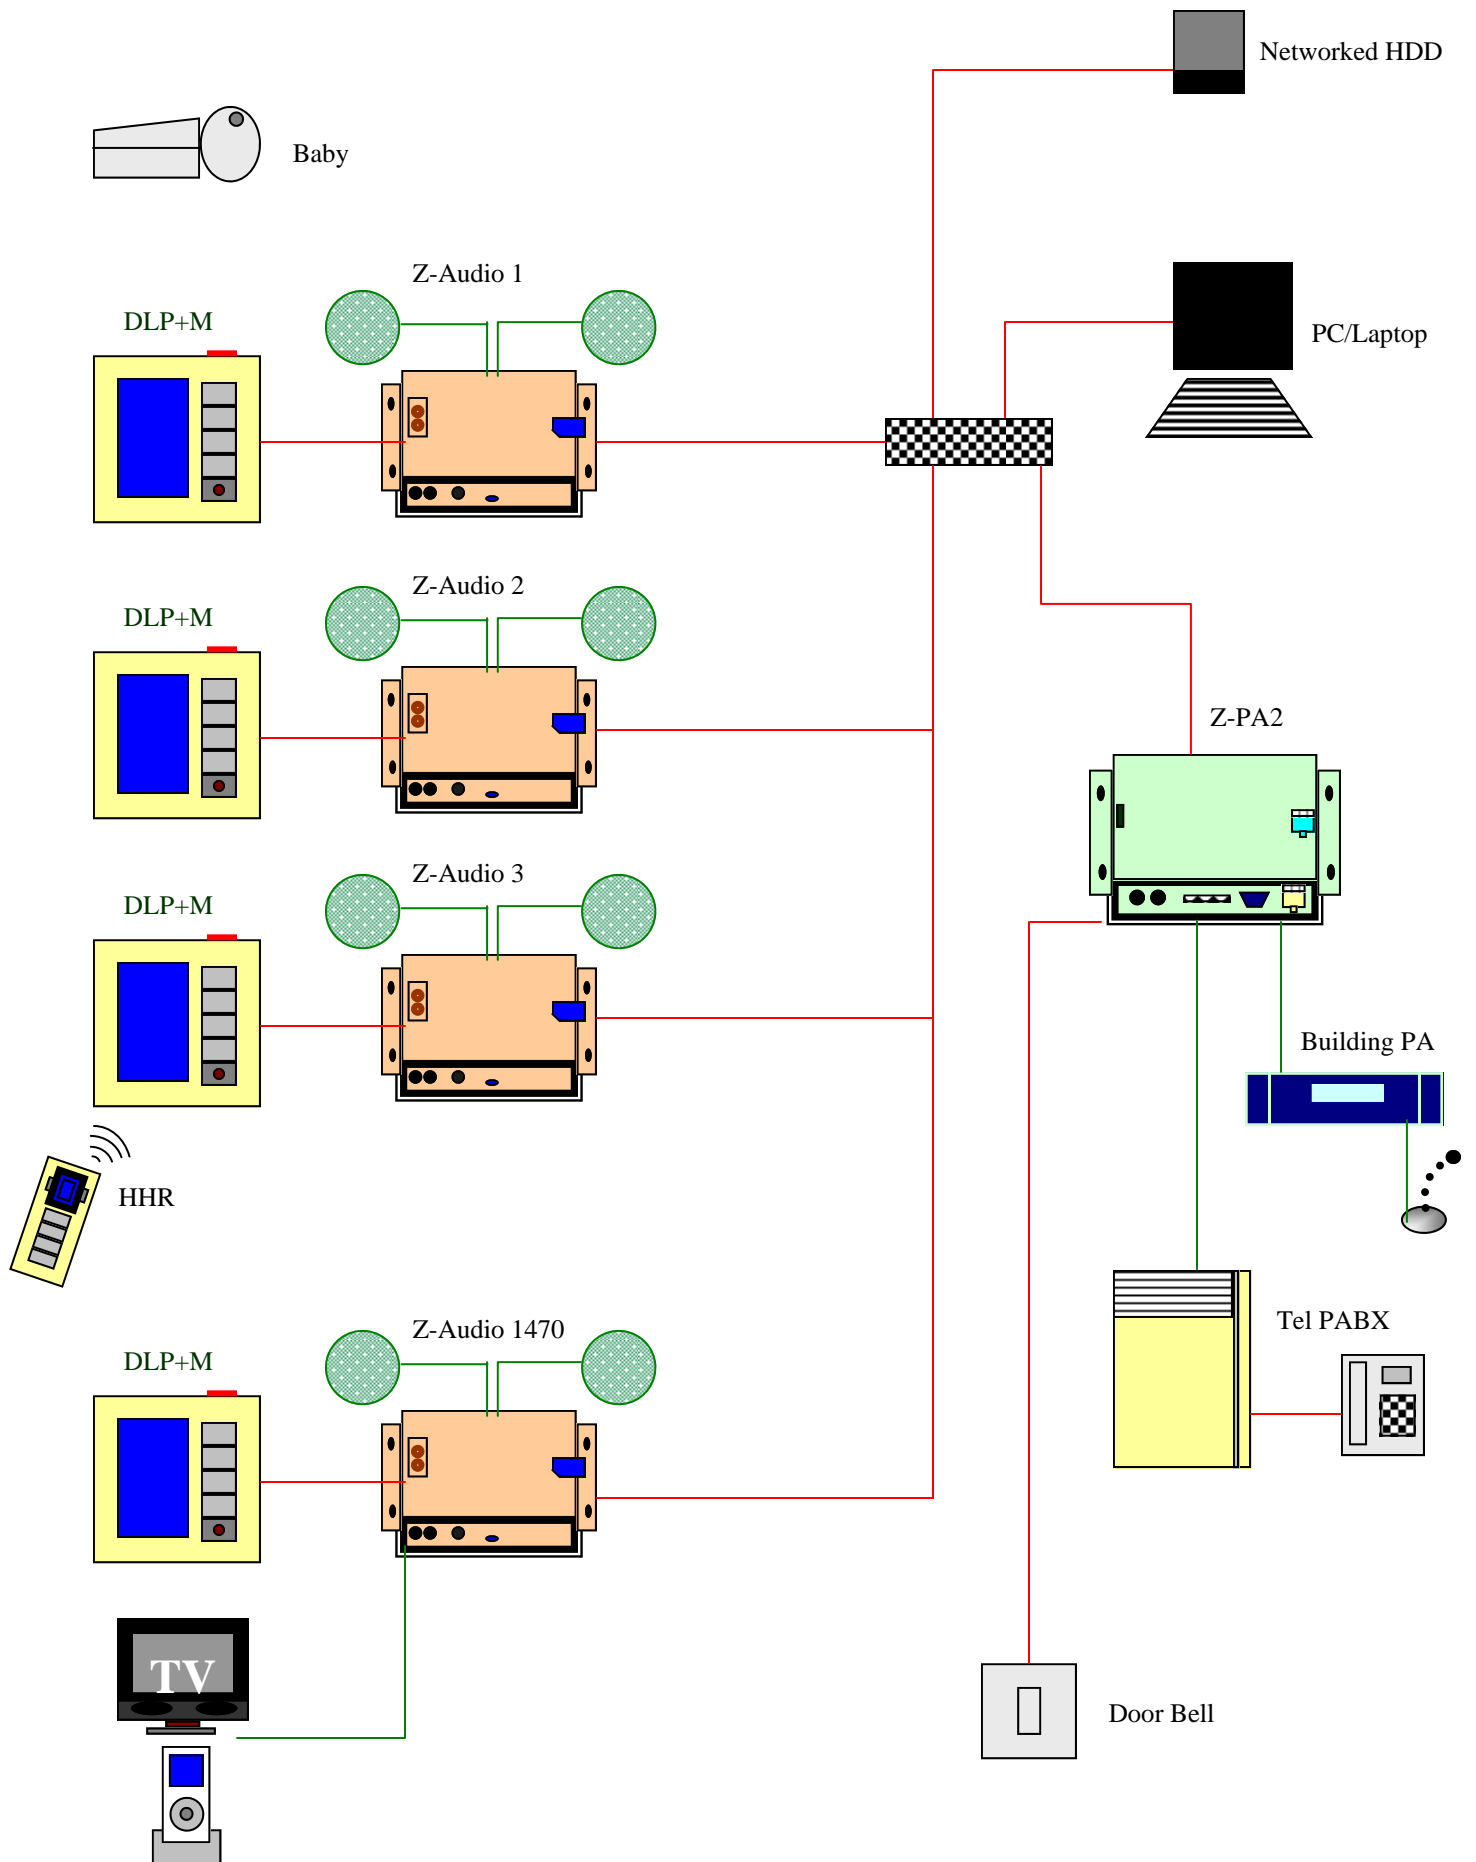 Networked HDD
Baby
Z-Audio 1
DLP+M
PC/Laptop
Z-Audio 2
DLP+M
Z-PA2
Z-Audio 3
DLP+M
Building PA
HHR
Tel PABX
Z-Audio 1470
DLP+M
TV
Door Bell